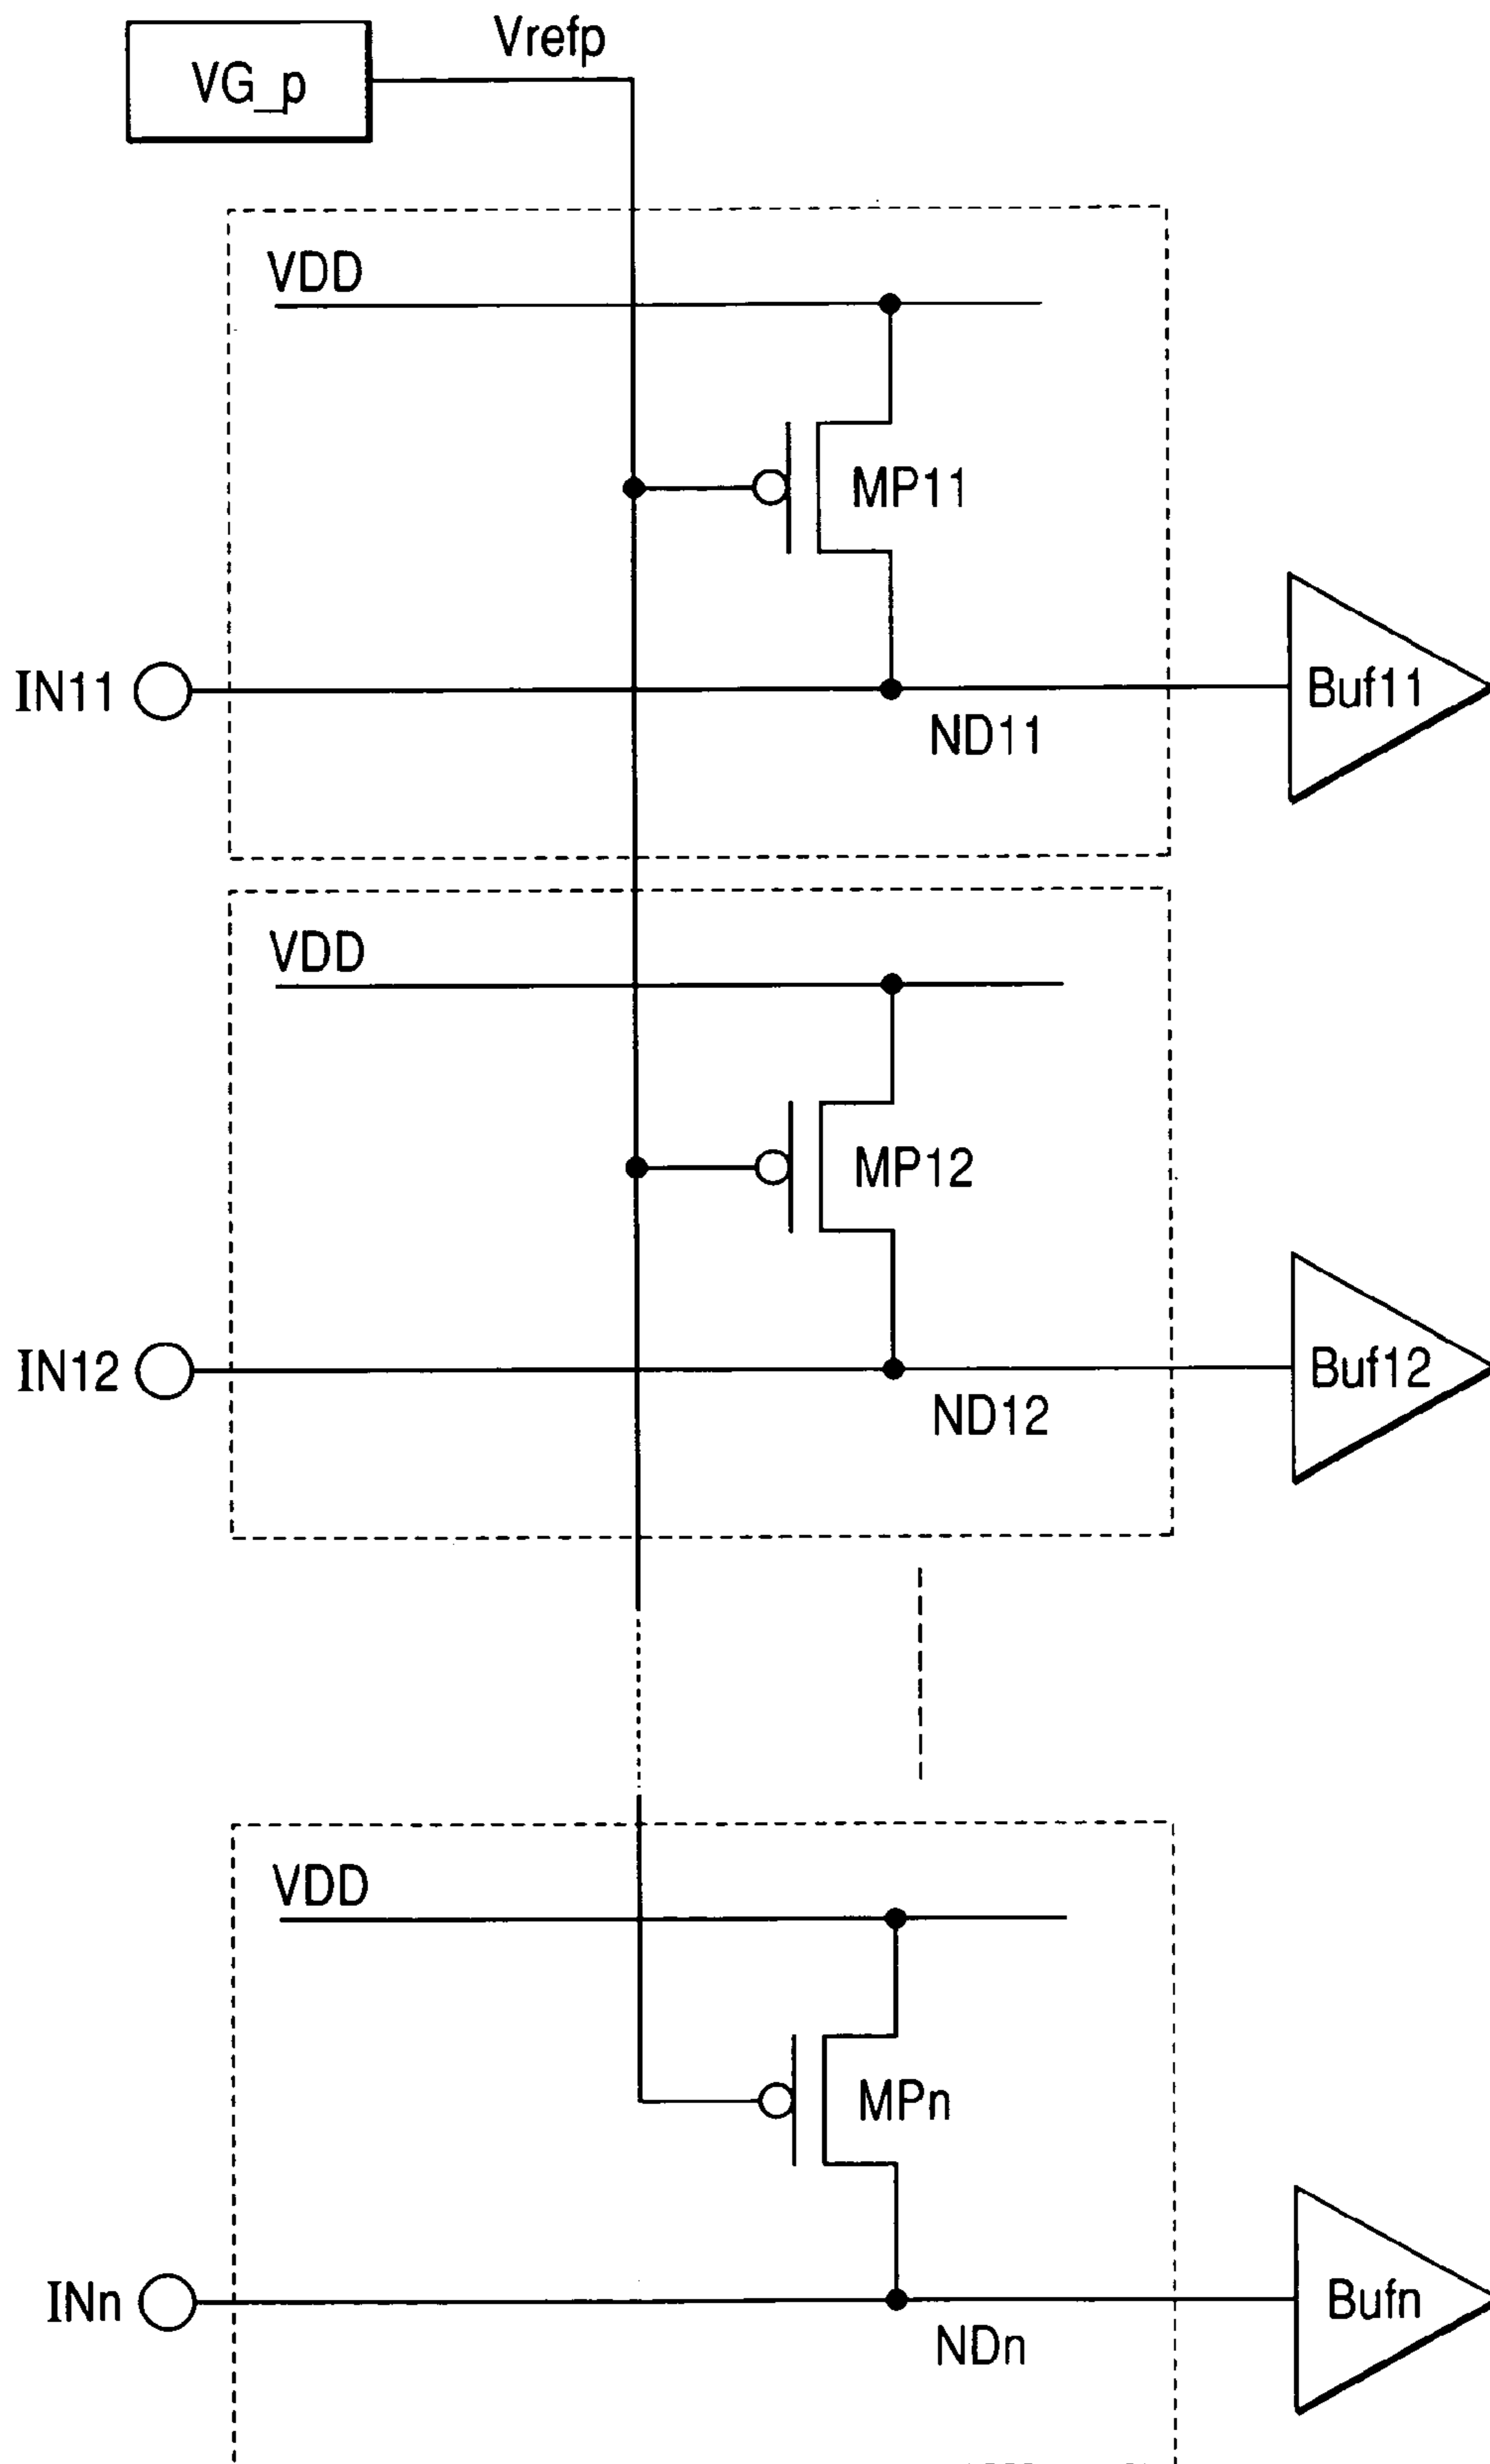 Vrefp
VG_p
VDD
MP11
IN11
Buf11
ND11
VDD
MP12
IN12
Buf12
ND12
VDD
MPn
INn
Bufn
NDn